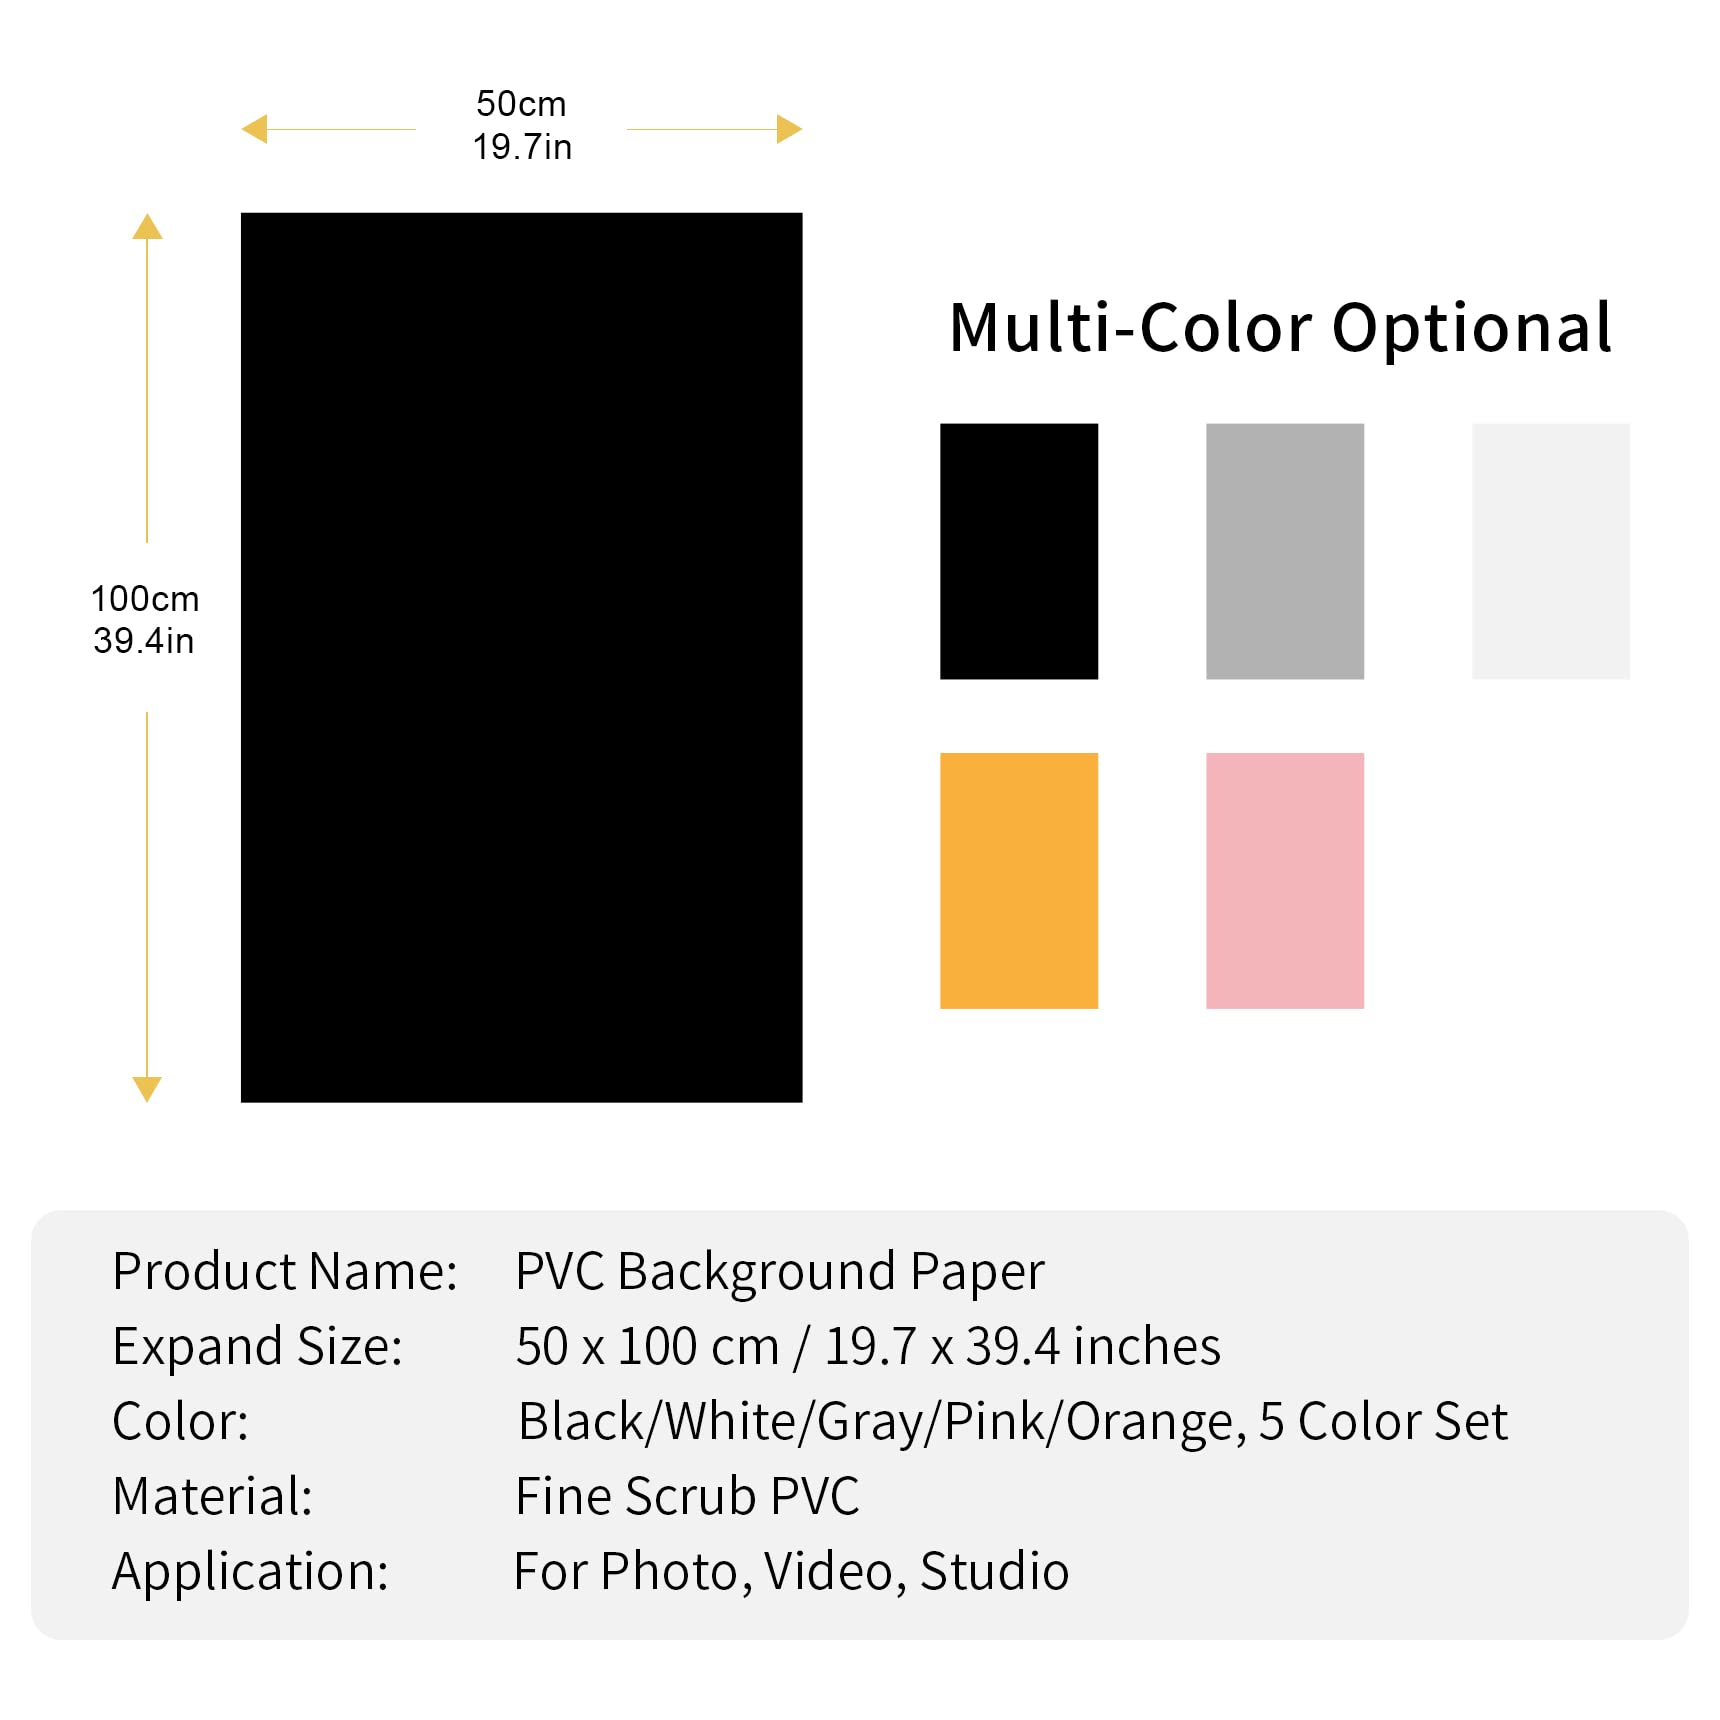 50cm
19.7in
100cm
39.4in
Multi-Color Optional
Product Name: PVC Background Paper
Expand Size: 50 x 100 cm / 19.7 x 39.4 inches
Color: Black/White/Gray/Pink/Orange, 5 Color Set
Material: Fine Scrub PVC
Application: For Photo, Video, Studio